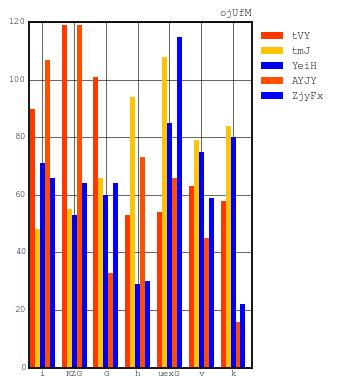 ojUfM
120
100
80
60
40
20
0
i KZG G h uexG v k
tVY
tmJ
YeiH
AYJY
ZjyFx